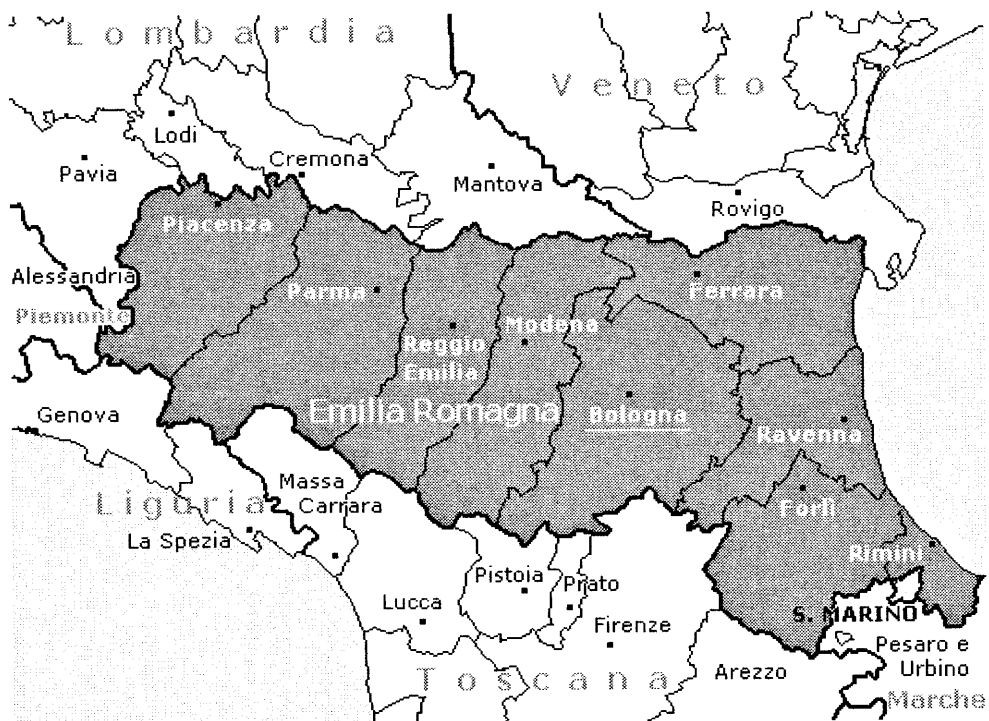 Lombardia
Veneto
Lodi
Pavia
Cremona
Mantova
Rovigo
Piacenza
Alessandria
Piemonte
Parma
Ferrara
Modena
Reggio
Emilia
Emilia Romagna
Bologna
Genova
Ravenna
Massa
Carrara
Liguria
Forlì
La Spezia
Rimini
Pistoia
Prato
Lucca
S. MARINO
Firenze
Pesaro e
Urbino
Arezzo
Toscana
Marche